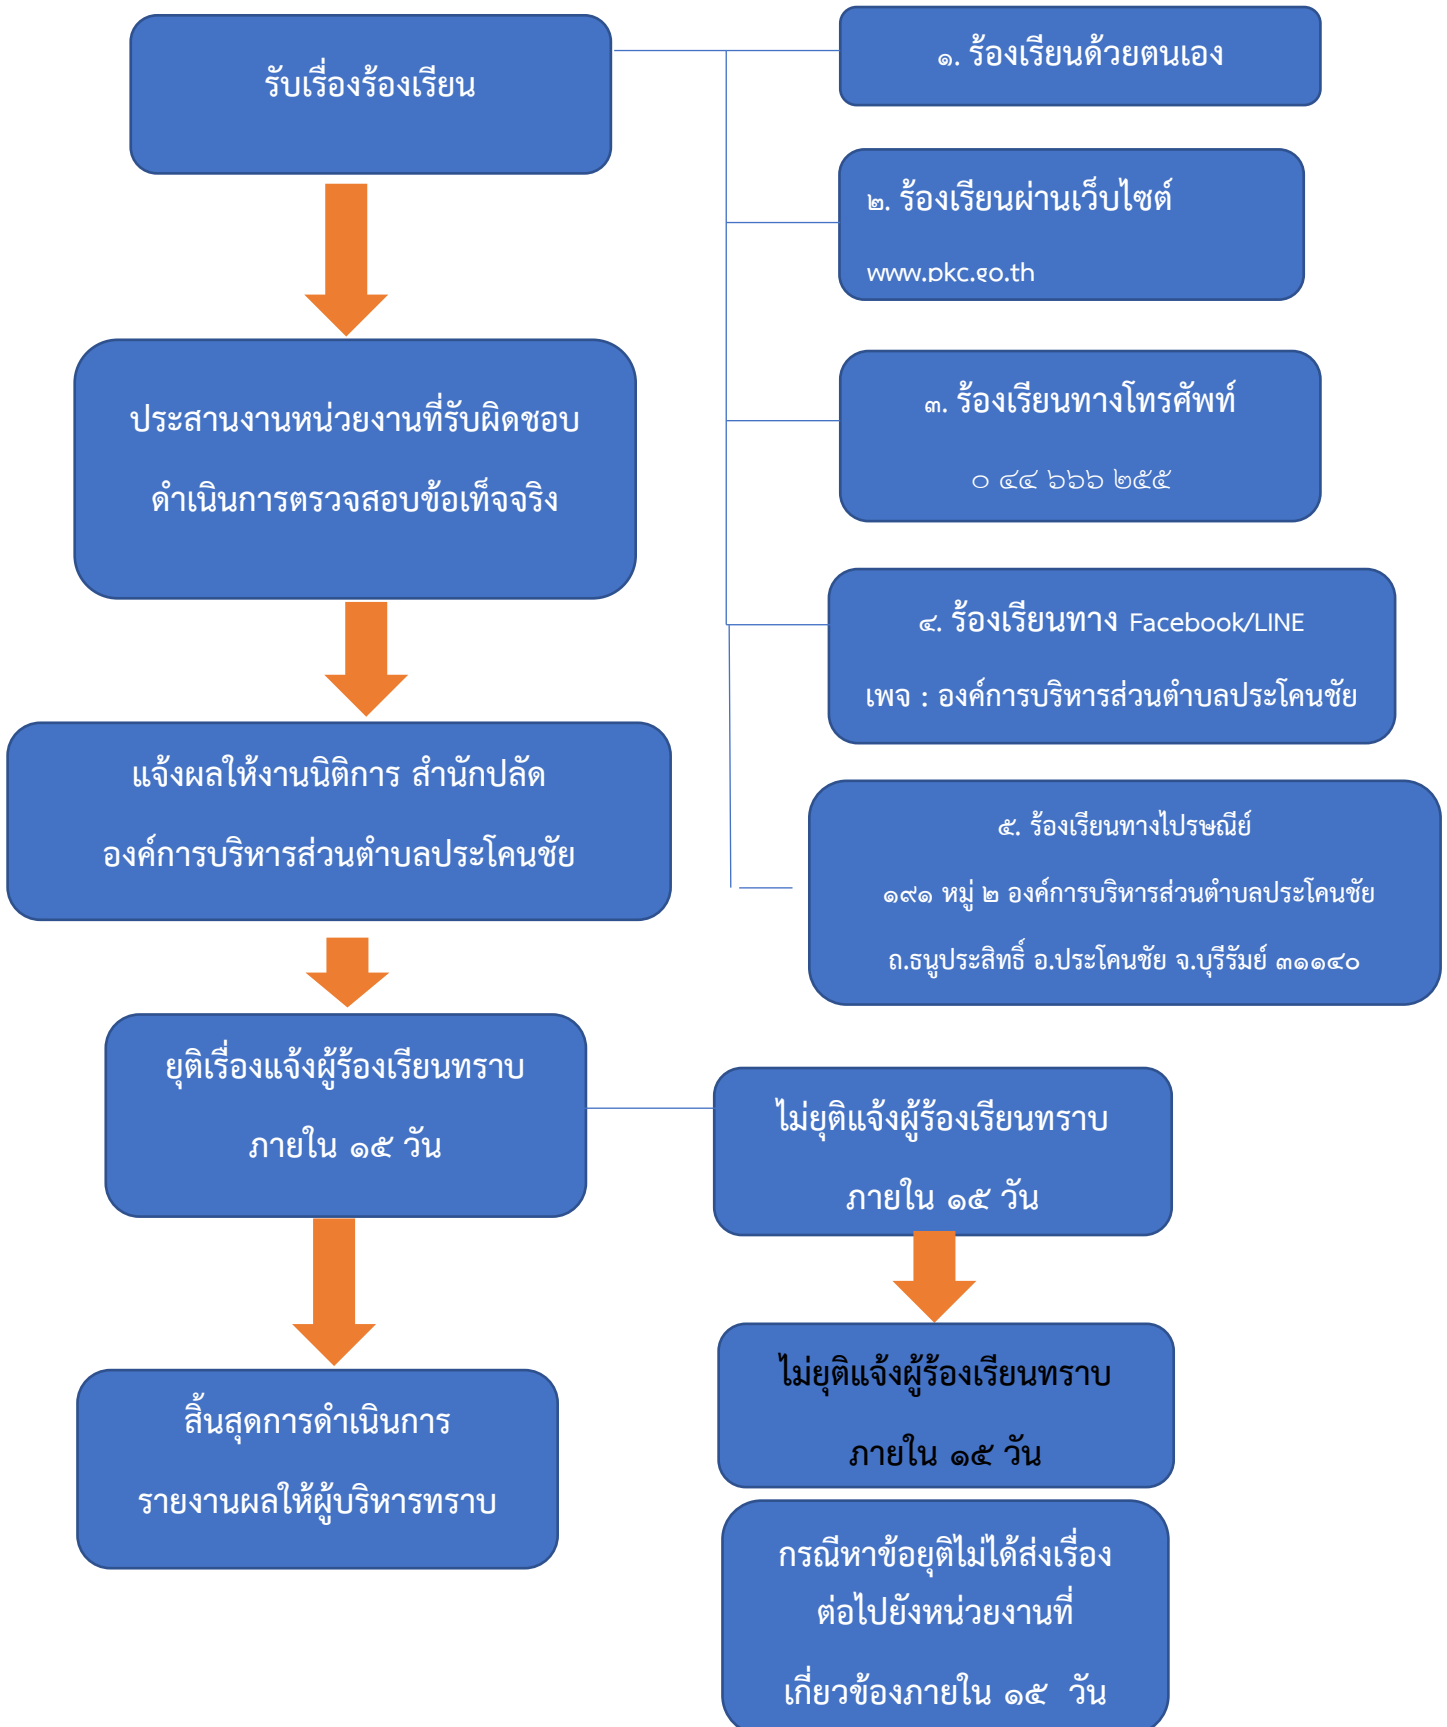 รับเรื่องร้องเรียน
๑. ร้องเรียนด้วยตนเอง
๒. ร้องเรียนผ่านเว็บไซต์
www.pkc.go.th
๓. ร้องเรียนทางโทรศัพท์
๐ ๔๔ ๖๖๖ ๒๕๕
๔. ร้องเรียนทาง Facebook/LINE
เพจ : องค์การบริหารส่วนตำบลประโคนชัย
๕. ร้องเรียนทางไปรษณีย์
๑๙๑ หมู่ ๒ องค์การบริหารส่วนตำบลประโคนชัย
ถ.ธนูประสิทธิ์ อ.ประโคนชัย จ.บุรีรัมย์ ๓๑๑๔๐
ประสานงานหน่วยงานที่รับผิดชอบ
ดำเนินการตรวจสอบข้อเท็จจริง
แจ้งผลให้งานนิติการ สำนักปลัด
องค์การบริหารส่วนตำบลประโคนชัย
ยุติเรื่องแจ้งผู้ร้องเรียนทราบ
ภายใน ๑๕ วัน
ไม่ยุติแจ้งผู้ร้องเรียนทราบ
ภายใน ๑๕ วัน
สิ้นสุดการดำเนินการ
รายงานผลให้ผู้บริหารทราบ
ไม่ยุติแจ้งผู้ร้องเรียนทราบ
ภายใน ๑๕ วัน
กรณีหาข้อยุติไม่ได้ส่งเรื่อง
ต่อไปยังหน่วยงานที่
เกี่ยวข้องภายใน ๑๕ วัน